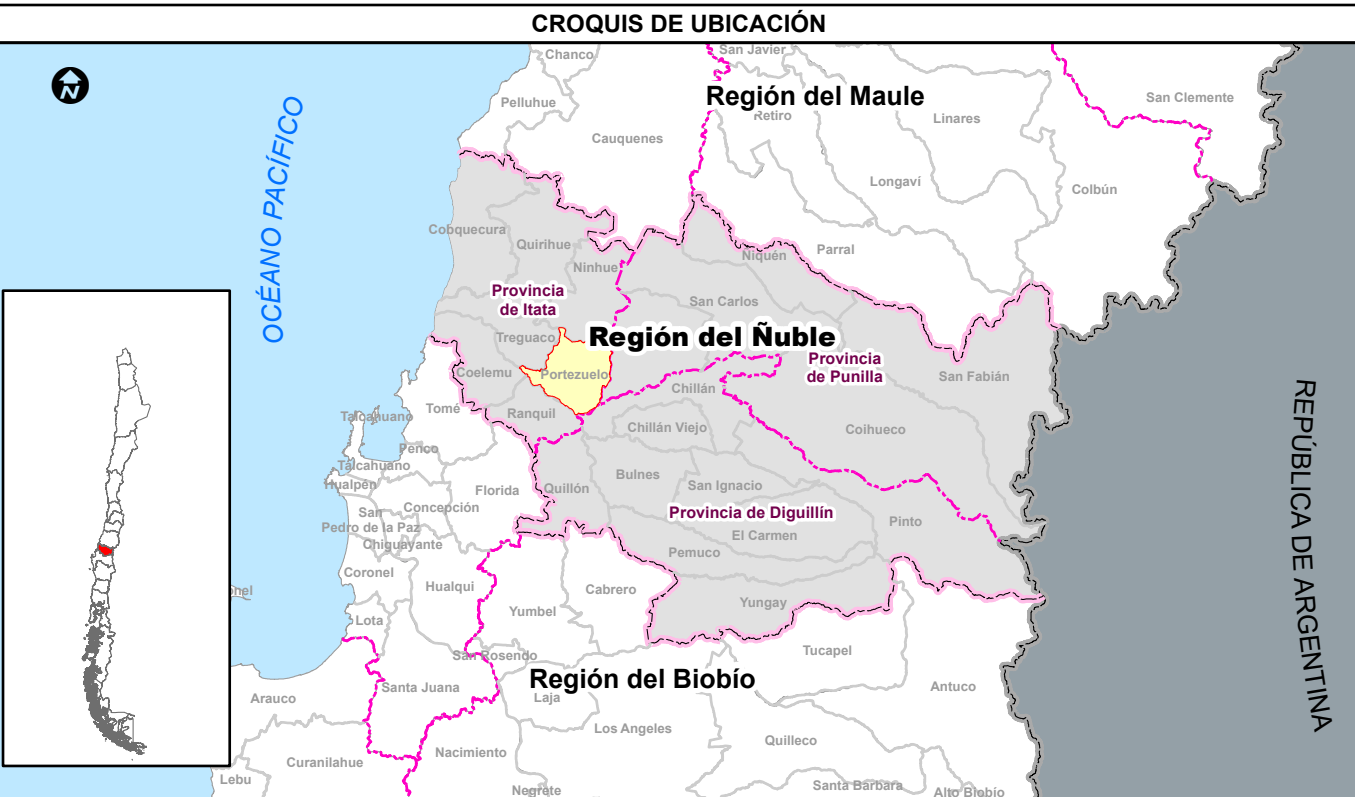 CROQUIS DE UBICACIÓN
Chanco
San Javier
N
Pelluhue
Región del Maule
San Clemente
Retiro
Linares
OCÉANO PACÍFICO
Cauquenes
Longaví
Colbún
Cobquecura
Quirihue
Parral
Ñiquén
Ninhue
Provincia
de Itata
San Carlos
Treguaco
Región del Ñuble
Provincia
de Punilla
Coelemu
Portezuelo
San Fabián
Chillán
Tomé
Ranquil
Talcahuano
Chillán Viejo
Coihueco
REPÚBLICA DE ARGENTINA
Penco
Talcahuano
Hualpén
Florida
Quillón
Bulnes
San Ignacio
San
Pedro de la Paz
Concepción
Provincia de Diguillín
Pinto
Chiguayante
El Carmen
Pemuco
Coronel
Hualqui
Cabrero
onel
Yumbel
Yungay
Lota
San Rosendo
Tucapel
Región del Biobío
Arauco
Santa Juana
Laja
Antuco
Los Angeles
Quilleco
Nacimiento
Curanilahue
Lebu
Negrete
Santa Bárbara
Alto Biobío